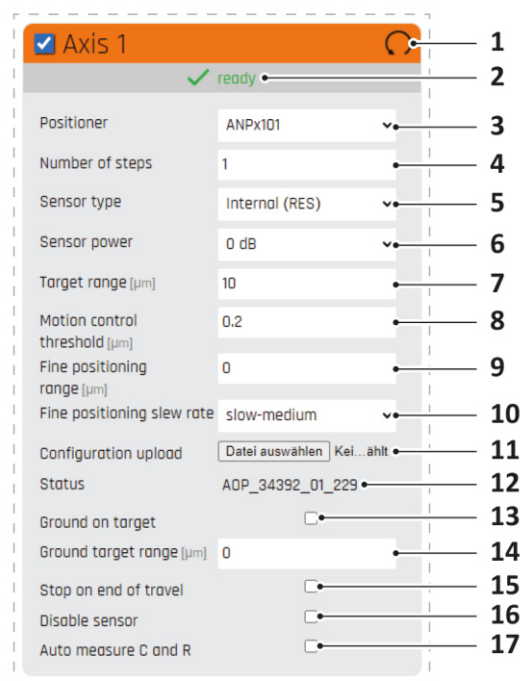 Axis 1 1
ready 2
Positioner ANPx101 3
Number of steps 1 4
Sensor type Internal (RES) 5
Sensor power 0 dB 6
Target range [µm] 10 7
Motion control
threshold [µm] 0.2 8
Fine positioning
range [µm] 0 9
Fine positioning slew rate slow-medium 10
Configuration upload Datei auswählen Kei...ählt 11
Status AOP_34392_01_229 12
Ground on target 13
Ground target range [µm] 0 14
Stop on end of travel 15
Disable sensor 16
Auto measure C and R 17